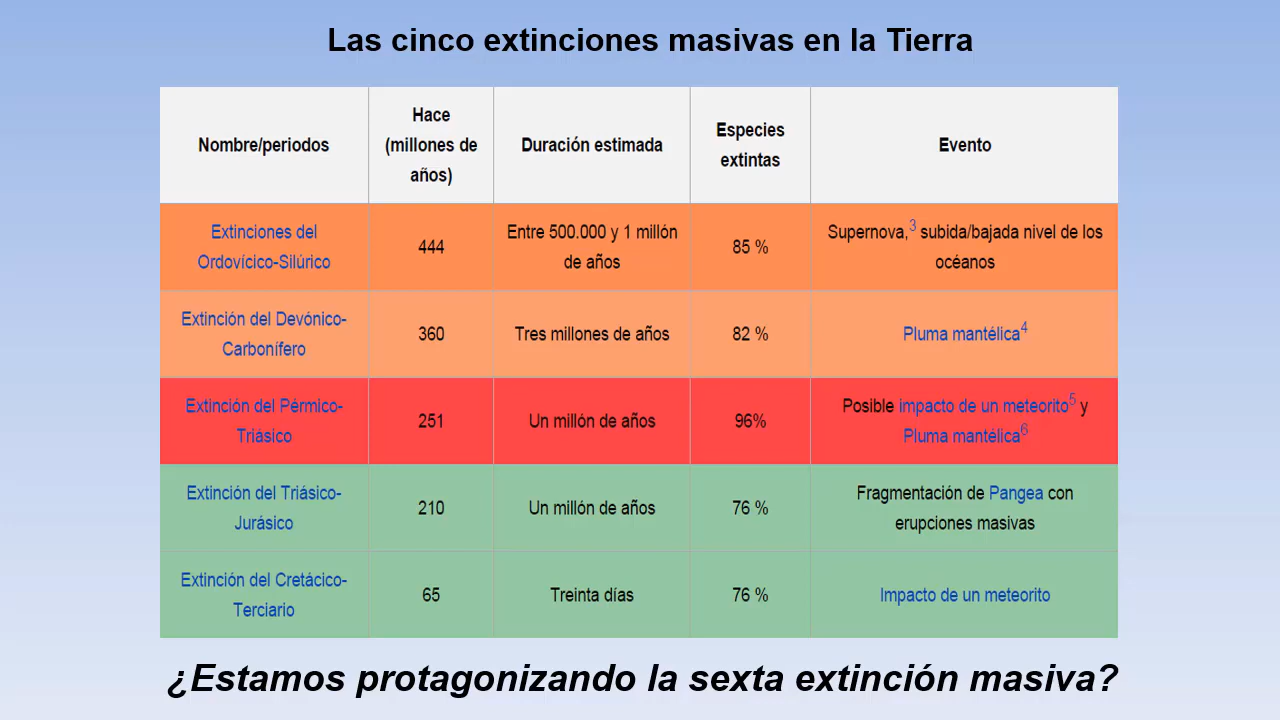 Las cinco extinciones masivas en la Tierra
Nombre/periodos
Hace
(millones de
años)
Duración estimada
Especies
extintas
Evento
Extinciones del
Ordovícico-Silúrico
444
Entre 500.000 y 1 millón
de años
85 %
Supernova,3 subida/bajada nivel de los
océanos
Extinción del Devónico-
Carbonífero
360
Tres millones de años
82 %
Pluma mantélica4
Extinción del Pérmico-
Triásico
251
Un millón de años
96%
Posible impacto de un meteorito5 y
Pluma mantélica6
Extinción del Triásico-
Jurásico
210
Un millón de años
76 %
Fragmentación de Pangea con
erupciones masivas
Extinción del Cretácico-
Terciario
65
Treinta días
76 %
Impacto de un meteorito
¿Estamos protagonizando la sexta extinción masiva?